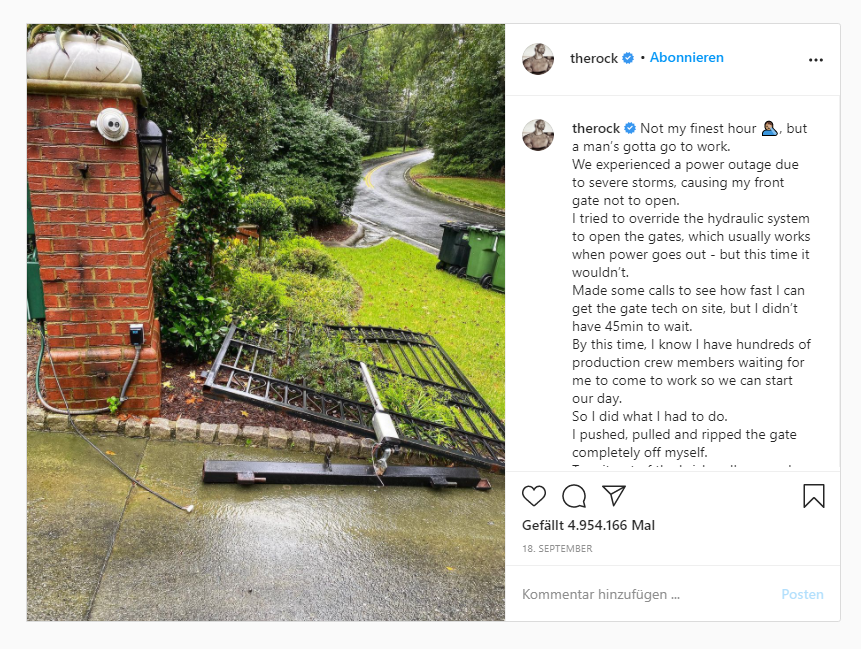 therock • Abonnieren
therock Not my finest hour 🤦🏽‍♂️, but
a man's gotta go to work.
We experienced a power outage due
to severe storms, causing my front
gate not to open.
I tried to override the hydraulic system
to open the gates, which usually works
when power goes out - but this time it
wouldn't.
Made some calls to see how fast I can
get the gate tech on site, but I didn't
have 45min to wait.
By this time, I know I have hundreds of
production crew members waiting for
me to come to work so we can start
our day.
So I did what I had to do.
I pushed, pulled and ripped the gate
completely off myself.
Gefällt 4.954.166 Mal
18. SEPTEMBER
Kommentar hinzufügen ... Posten